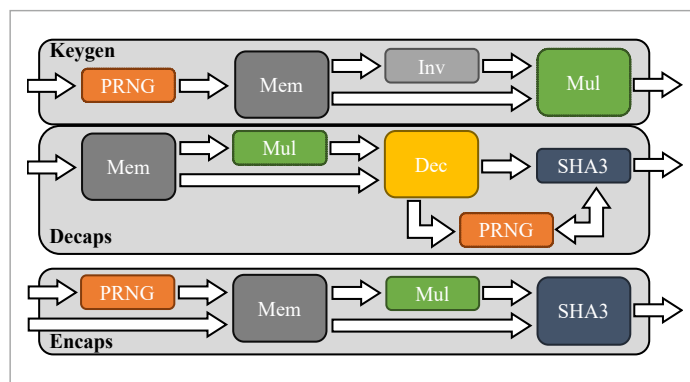 Keygen
PRNG
Mem
Inv
Mul
Mem
Mul
Dec
SHA3
PRNG
Decaps
PRNG
Mem
Mul
SHA3
Encaps